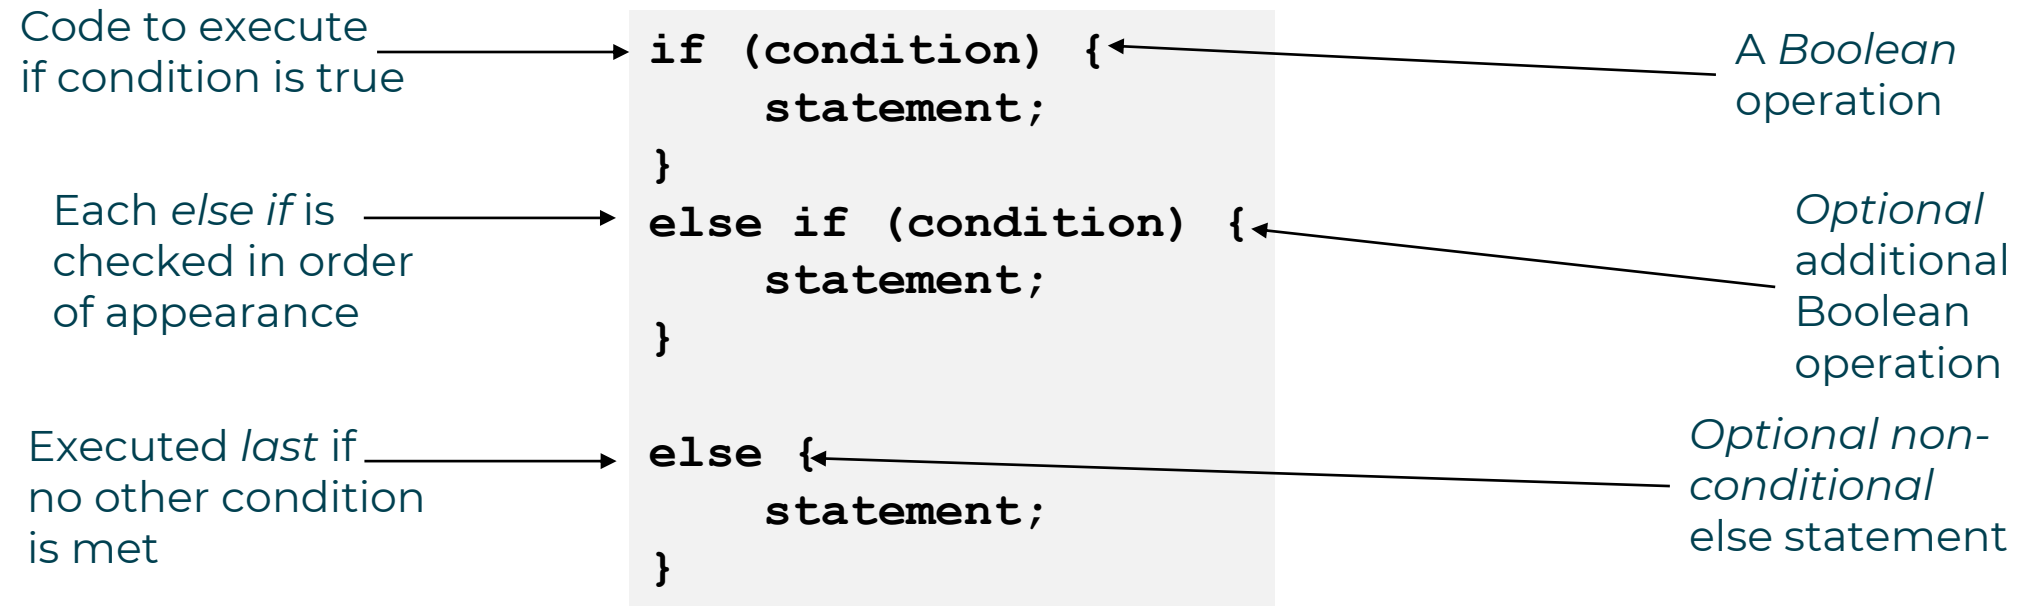 Code to execute
if condition is true
if (condition) {
statement;
}
A Boolean
operation
Each else if is
checked in order
of appearance
else if (condition) {
statement;
}
Optional
additional
Boolean
operation
Executed last if
no other condition
is met
else {
statement;
}
Optional non-
conditional
else statement